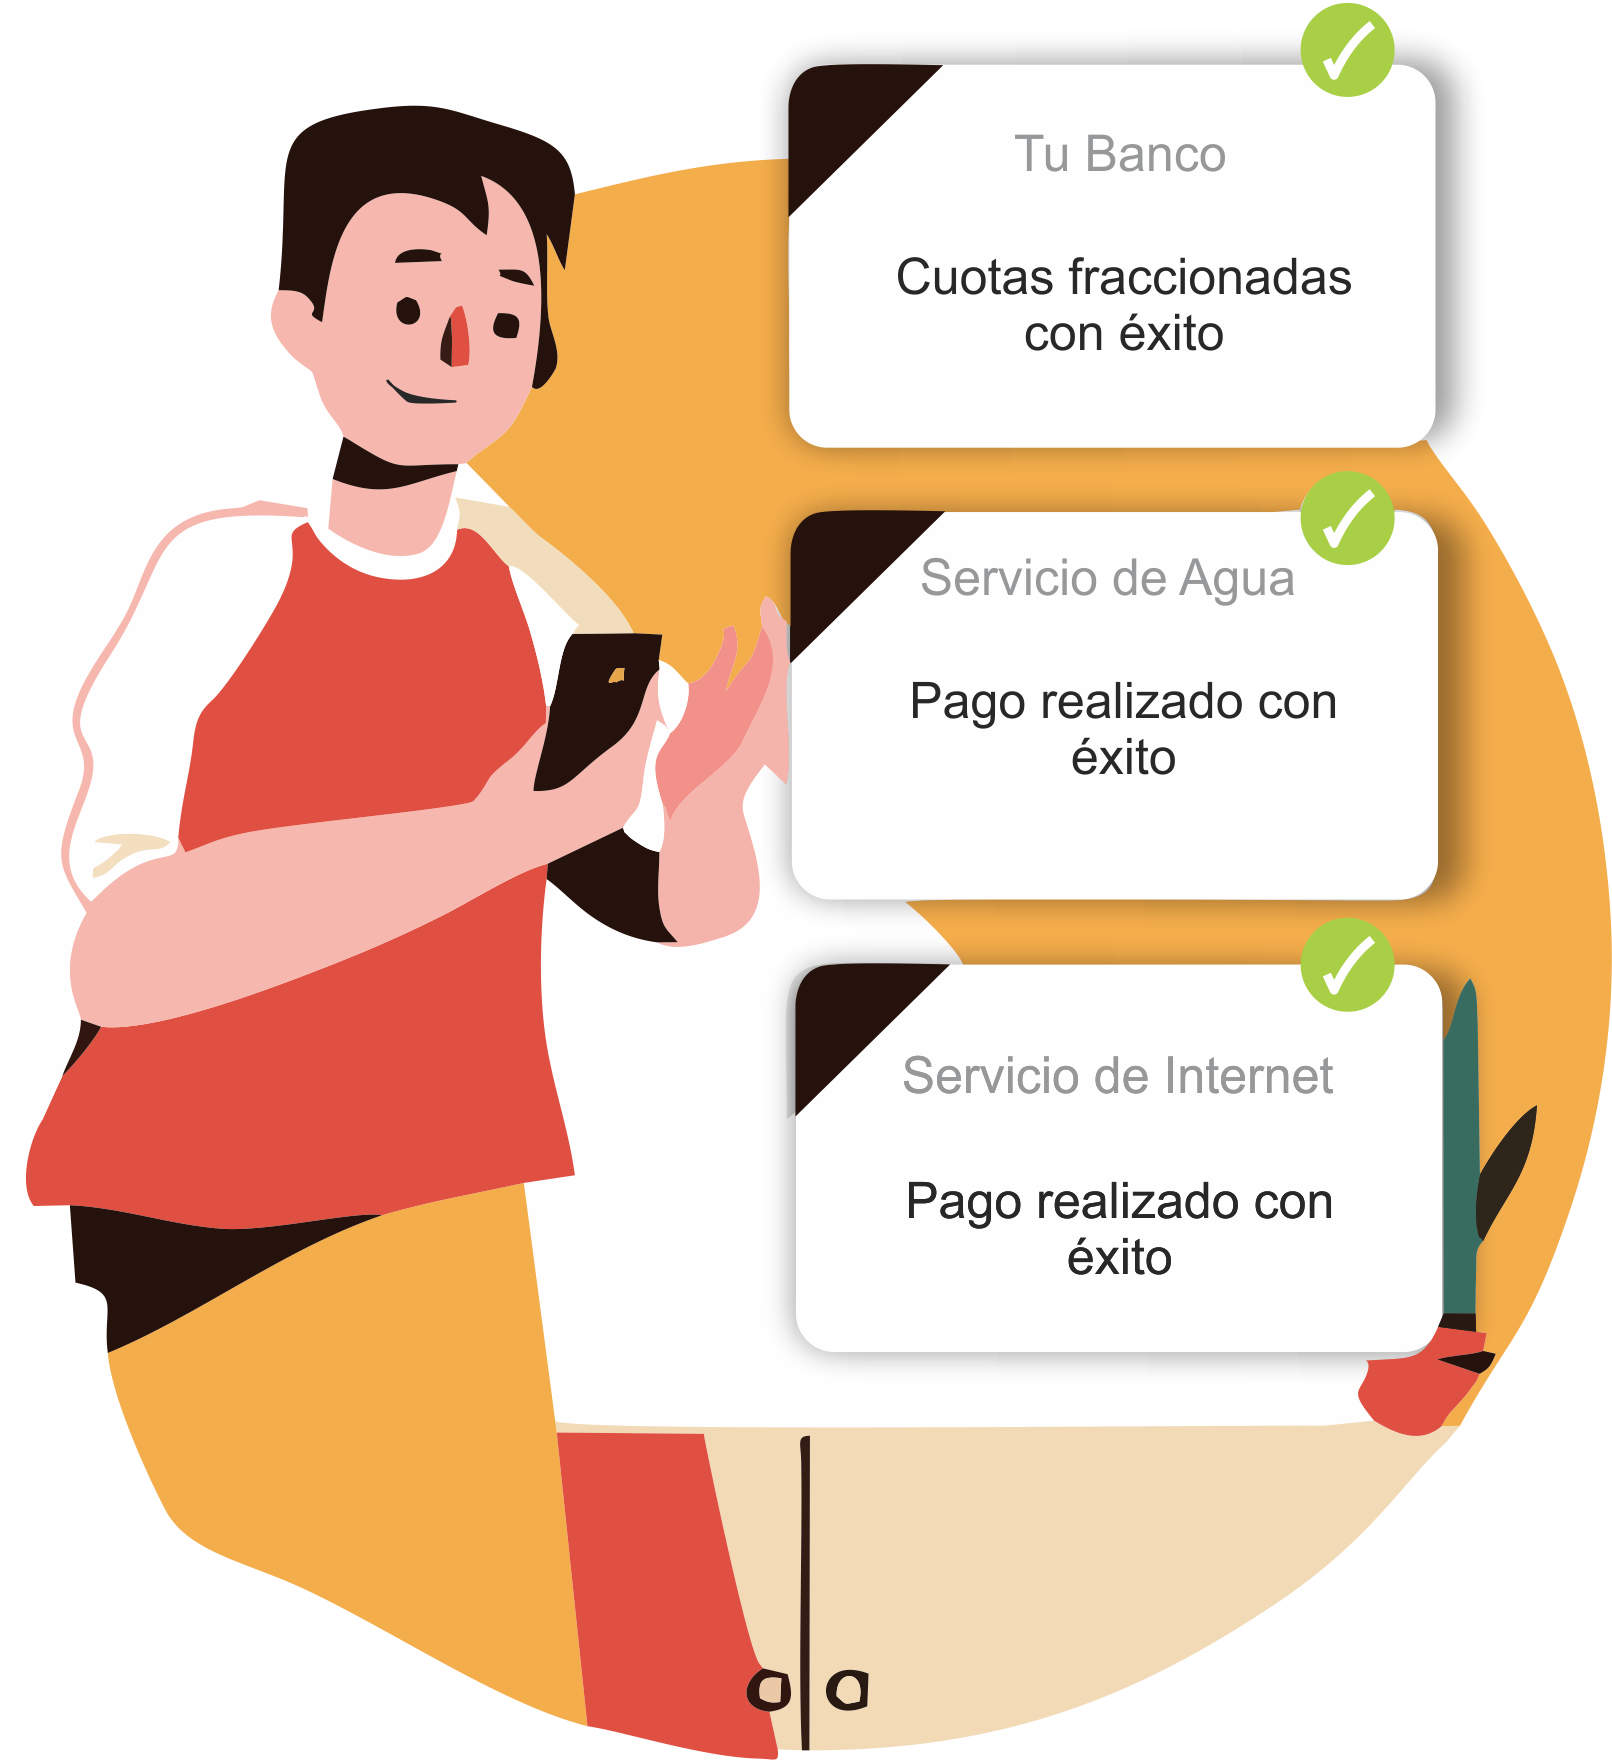 Tu Banco
Cuotas fraccionadas
con éxito
Servicio de Agua
Pago realizado con
éxito
Servicio de Internet
Pago realizado con
éxito